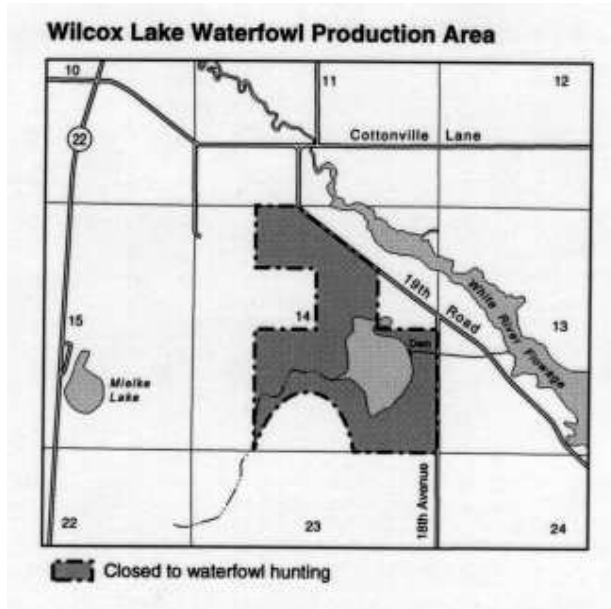 Wilcox Lake Waterfowl Production Area
10
11
12
22
Cottonville Lane
19th
Road
White River Flowage
15
14
13
Dam
Mielke
Lake
18th Avenue
22
23
24
Closed to waterfowl hunting